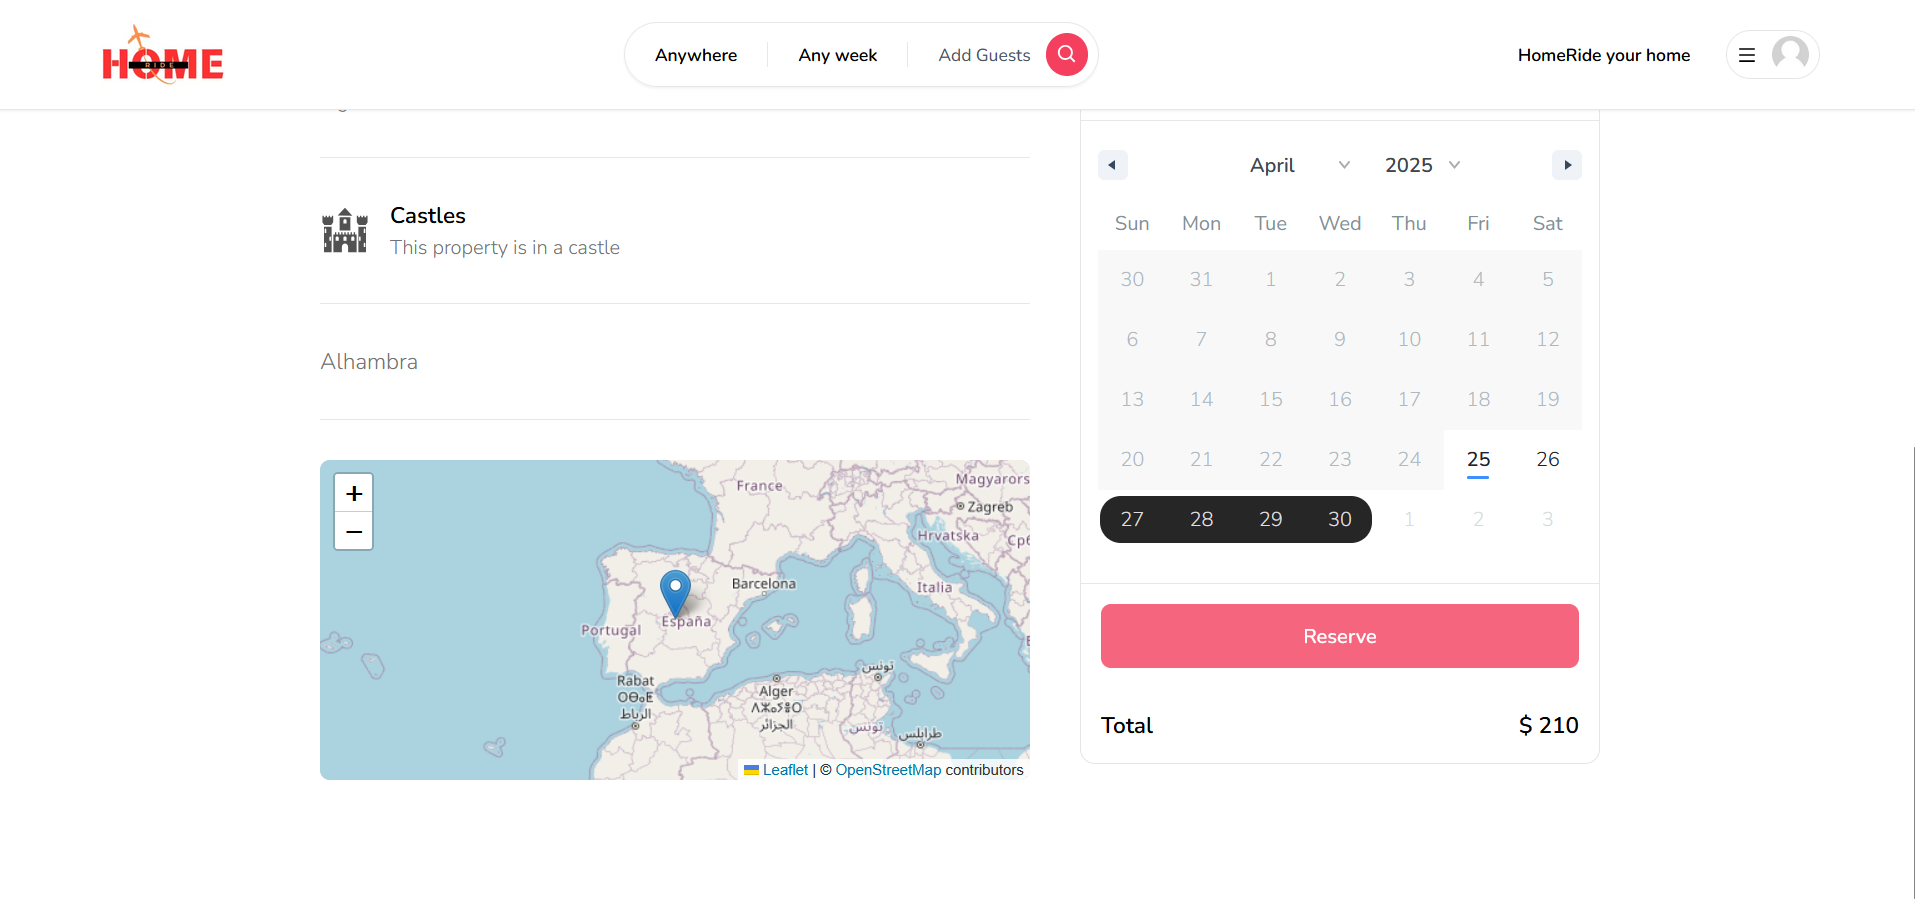 HOME
RIDE
Anywhere
Any week
Add Guests
HomeRide your home
Castles
This property is in a castle
Alhambra
+
−
France
Magyarors
Zagreb
Hrvatska
Срб
Barcelona
Italia
España
Portugal
تونس
Rabat
ⵔⴱⴰⵟ
الرباط
Alger
الجزائر
تونس
طرابلس
Leaflet | © OpenStreetMap contributors
April 2025
Sun Mon Tue Wed Thu Fri Sat
30 31 1 2 3 4 5
6 7 8 9 10 11 12
13 14 15 16 17 18 19
20 21 22 23 24 25 26
27 28 29 30 1 2 3
Reserve
Total $ 210